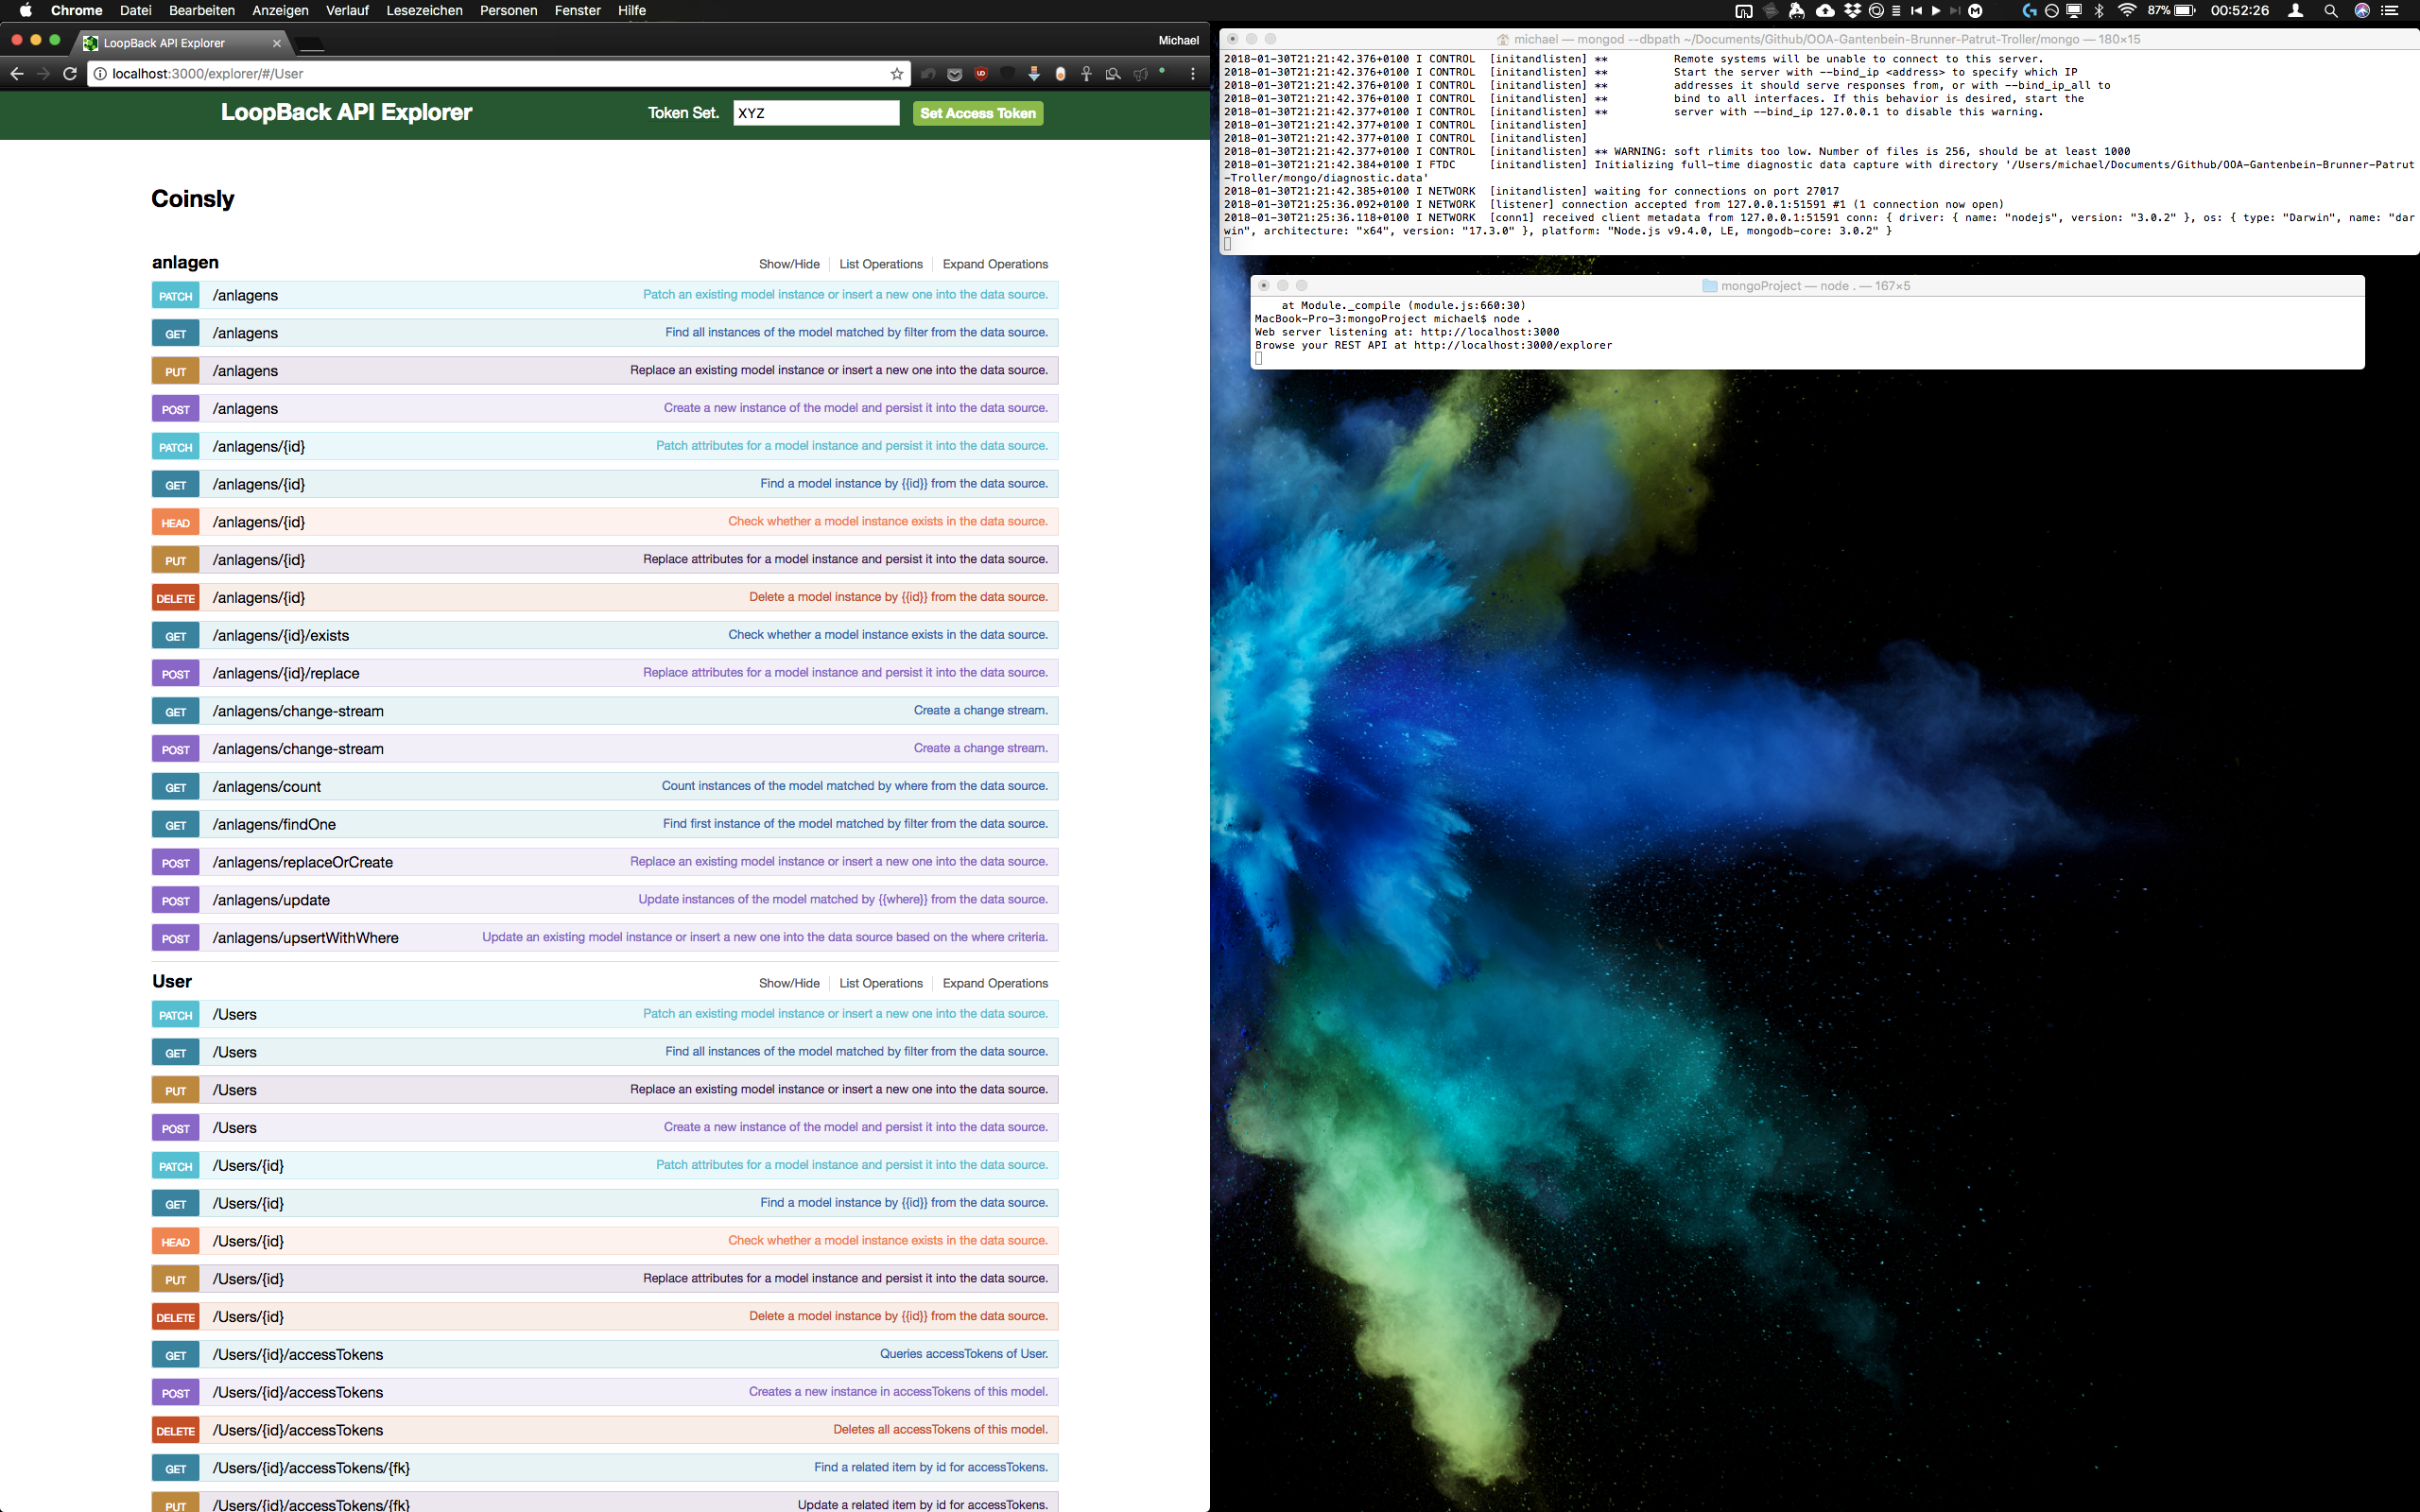 Chrome Datei Bearbeiten Anzeigen Verlauf Lesezeichen Personen Fenster Hilfe
87% 00:52:26
LoopBack API Explorer
Michael
localhost:3000/explorer/#/User
LoopBack API Explorer
Token Set. XYZ Set Access Token
Coinsly
anlagen Show/Hide List Operations Expand Operations
PATCH /anlagens Patch an existing model instance or insert a new one into the data source.
GET /anlagens Find all instances of the model matched by filter from the data source.
PUT /anlagens Replace an existing model instance or insert a new one into the data source.
POST /anlagens Create a new instance of the model and persist it into the data source.
PATCH /anlagens/{id} Patch attributes for a model instance and persist it into the data source.
GET /anlagens/{id} Find a model instance by {{id}} from the data source.
HEAD /anlagens/{id} Check whether a model instance exists in the data source.
PUT /anlagens/{id} Replace attributes for a model instance and persist it into the data source.
DELETE /anlagens/{id} Delete a model instance by {{id}} from the data source.
GET /anlagens/{id}/exists Check whether a model instance exists in the data source.
POST /anlagens/{id}/replace Replace attributes for a model instance and persist it into the data source.
GET /anlagens/change-stream Create a change stream.
POST /anlagens/change-stream Create a change stream.
GET /anlagens/count Count instances of the model matched by where from the data source.
GET /anlagens/findOne Find first instance of the model matched by filter from the data source.
POST /anlagens/replaceOrCreate Replace an existing model instance or insert a new one into the data source.
POST /anlagens/update Update instances of the model matched by {{where}} from the data source.
POST /anlagens/upsertWithWhere Update an existing model instance or insert a new one into the data source based on the where criteria.
User Show/Hide List Operations Expand Operations
PATCH /Users Patch an existing model instance or insert a new one into the data source.
GET /Users Find all instances of the model matched by filter from the data source.
PUT /Users Replace an existing model instance or insert a new one into the data source.
POST /Users Create a new instance of the model and persist it into the data source.
PATCH /Users/{id} Patch attributes for a model instance and persist it into the data source.
GET /Users/{id} Find a model instance by {{id}} from the data source.
HEAD /Users/{id} Check whether a model instance exists in the data source.
PUT /Users/{id} Replace attributes for a model instance and persist it into the data source.
DELETE /Users/{id} Delete a model instance by {{id}} from the data source.
GET /Users/{id}/accessTokens Queries accessTokens of User.
POST /Users/{id}/accessTokens Creates a new instance in accessTokens of this model.
DELETE /Users/{id}/accessTokens Deletes all accessTokens of this model.
GET /Users/{id}/accessTokens/{fk} Find a related item by id for accessTokens.
PUT /Users/{id}/accessTokens/{fk} Update a related item by id for accessTokens.
michael — mongod --dbpath ~/Documents/Github/OOA-Gantenbein-Brunner-Patrut-Troller/mongo — 180×15
2018-01-30T21:21:42.376+0100 I CONTROL [initandlisten] ** Remote systems will be unable to connect to this server.
2018-01-30T21:21:42.376+0100 I CONTROL [initandlisten] ** Start the server with --bind_ip <address> to specify which IP
2018-01-30T21:21:42.376+0100 I CONTROL [initandlisten] ** addresses it should serve responses from, or with --bind_ip_all to
2018-01-30T21:21:42.376+0100 I CONTROL [initandlisten] ** bind to all interfaces. If this behavior is desired, start the
2018-01-30T21:21:42.377+0100 I CONTROL [initandlisten] ** server with --bind_ip 127.0.0.1 to disable this warning.
2018-01-30T21:21:42.377+0100 I CONTROL [initandlisten]
2018-01-30T21:21:42.377+0100 I CONTROL [initandlisten]
2018-01-30T21:21:42.377+0100 I CONTROL [initandlisten] ** WARNING: soft rlimits too low. Number of files is 256, should be at least 1000
2018-01-30T21:21:42.384+0100 I FTDC [initandlisten] Initializing full-time diagnostic data capture with directory '/Users/michael/Documents/Github/OOA-Gantenbein-Brunner-Patrut
-Troller/mongo/diagnostic.data'
2018-01-30T21:21:42.385+0100 I NETWORK [initandlisten] waiting for connections on port 27017
2018-01-30T21:25:36.092+0100 I NETWORK [listener] connection accepted from 127.0.0.1:51591 #1 (1 connection now open)
2018-01-30T21:25:36.118+0100 I NETWORK [conn1] received client metadata from 127.0.0.1:51591 conn: { driver: { name: "nodejs", version: "3.0.2" }, os: { type: "Darwin", name: "dar
win", architecture: "x64", version: "17.3.0" }, platform: "Node.js v9.4.0, LE, mongodb-core: 3.0.2" }
mongoProject — node . — 167×5
at Module._compile (module.js:660:30)
MacBook-Pro-3:mongoProject michael$ node .
Web server listening at: http://localhost:3000
Browse your REST API at http://localhost:3000/explorer